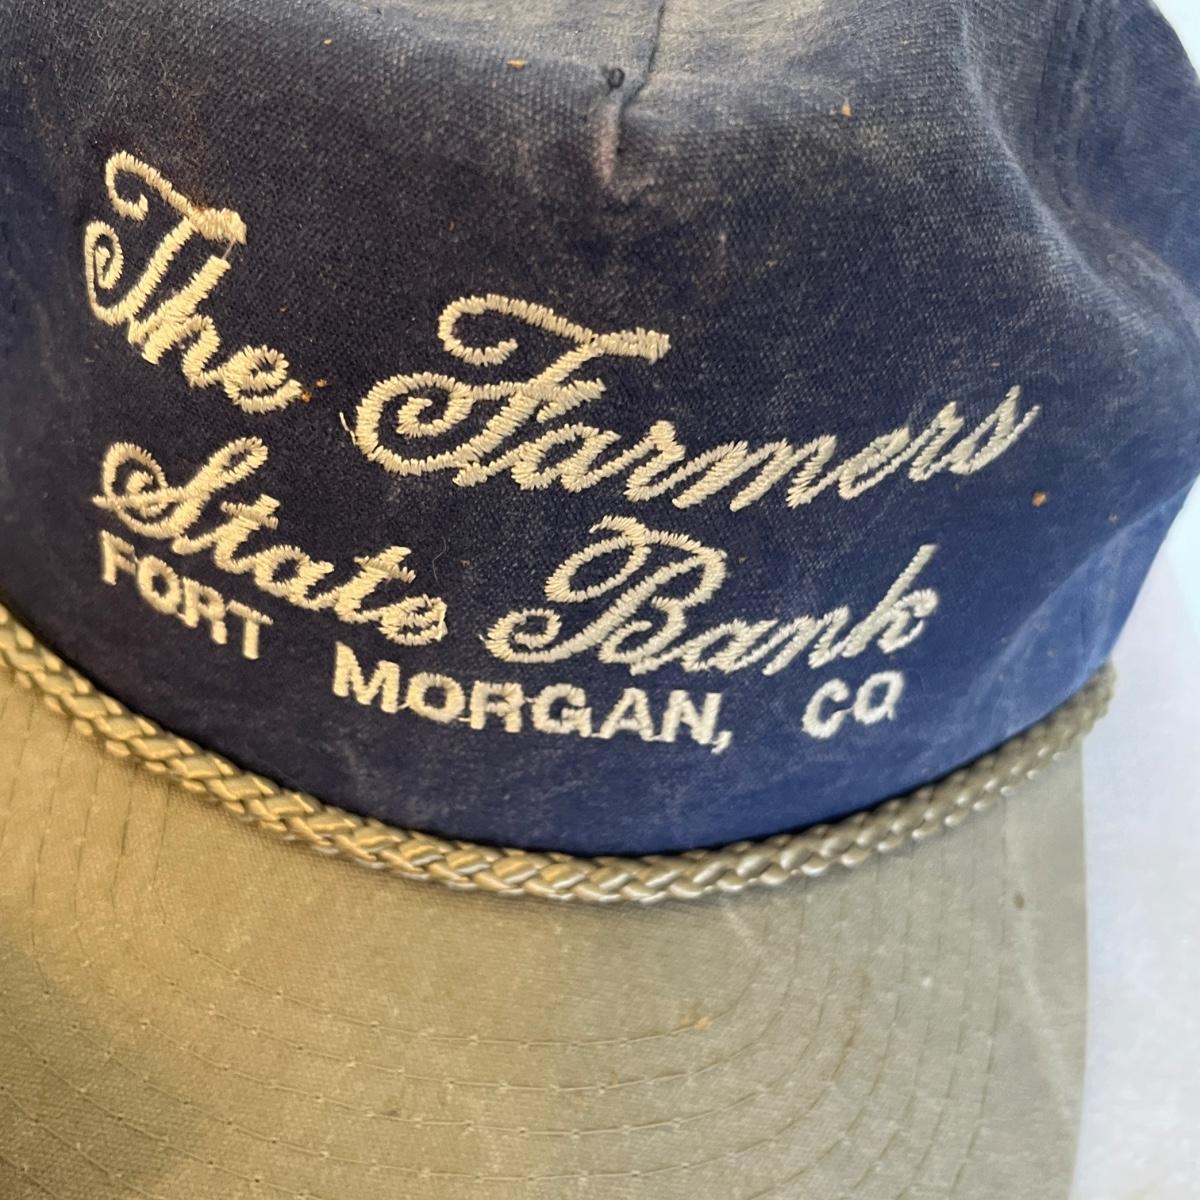 The Farmers
State Bank
FORT MORGAN, CO